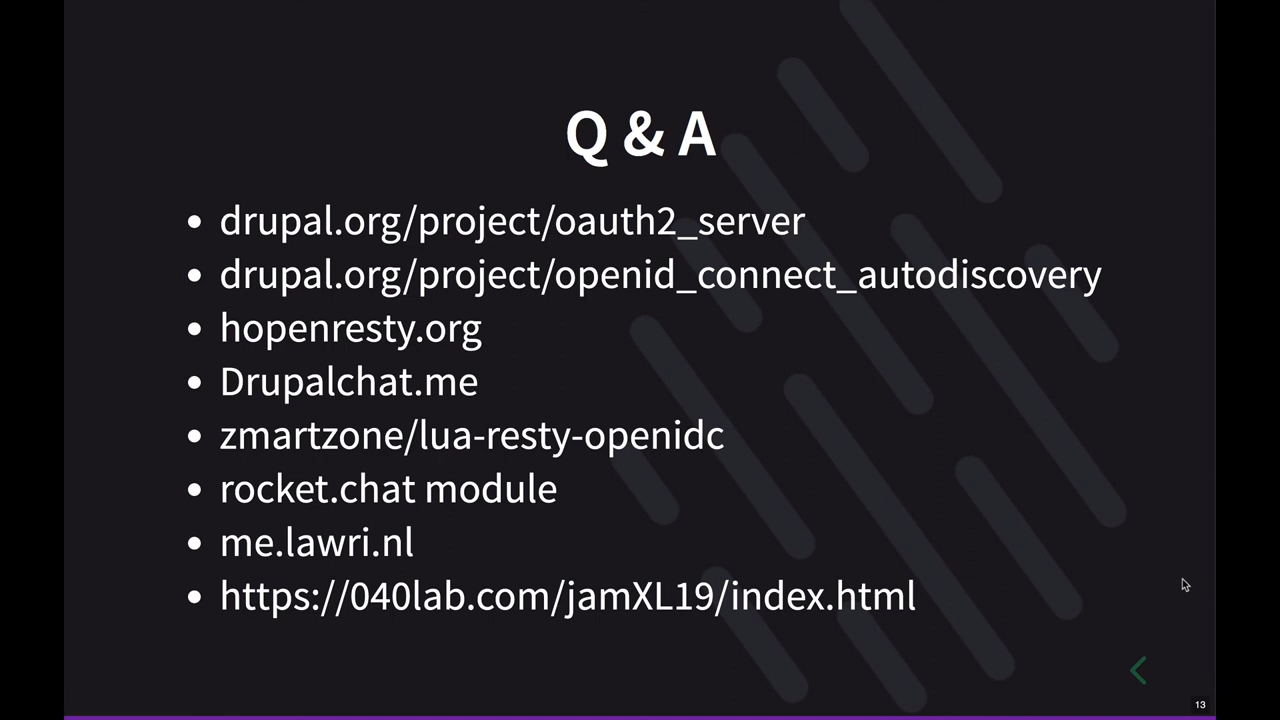 Q & A
• drupal.org/project/oauth2_server
• drupal.org/project/openid_connect_autodiscovery
• hopenresty.org
• Drupalchat.me
• zmartzone/lua-resty-openidc
• rocket.chat module
• me.lawri.nl
• https://040lab.com/jamXL19/index.html
13